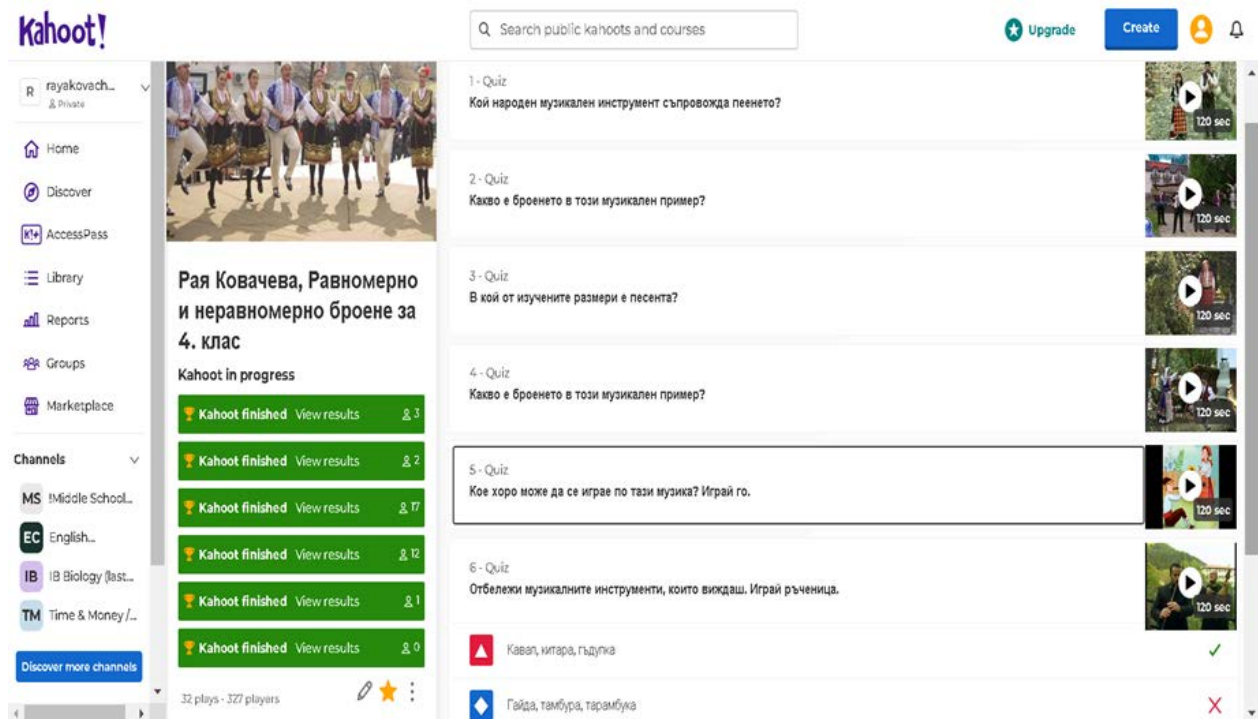 Kahoot!
Search public kahoots and courses
Upgrade
Create
R
rayakovach...
Private
Home
Discover
K!+ AccessPass
Library
Reports
Groups
Marketplace
Channels
MS !Middle School...
EC English...
IB IB Biology (last...
TM Time & Money /...
Discover more channels
Рая Ковачева, Равномерно
и неравномерно броене за
4. клас
Kahoot in progress
Kahoot finished View results 3
Kahoot finished View results 2
Kahoot finished View results 17
Kahoot finished View results 12
Kahoot finished View results 1
Kahoot finished View results 0
32 plays · 327 players
1 - Quiz
Кой народен музикален инструмент съпровожда пеенето?
120 sec
2 - Quiz
Какво е броенето в този музикален пример?
120 sec
3 - Quiz
В кой от изучените размери е песента?
120 sec
4 - Quiz
Какво е броенето в този музикален пример?
120 sec
5 - Quiz
Кое хоро може да се играе по тази музика? Играй го.
120 sec
6 - Quiz
Отбележи музикалните инструменти, които виждаш. Играй ръченица.
120 sec
Кавал, китара, гъдулка
Гайда, тамбура, тарамбука